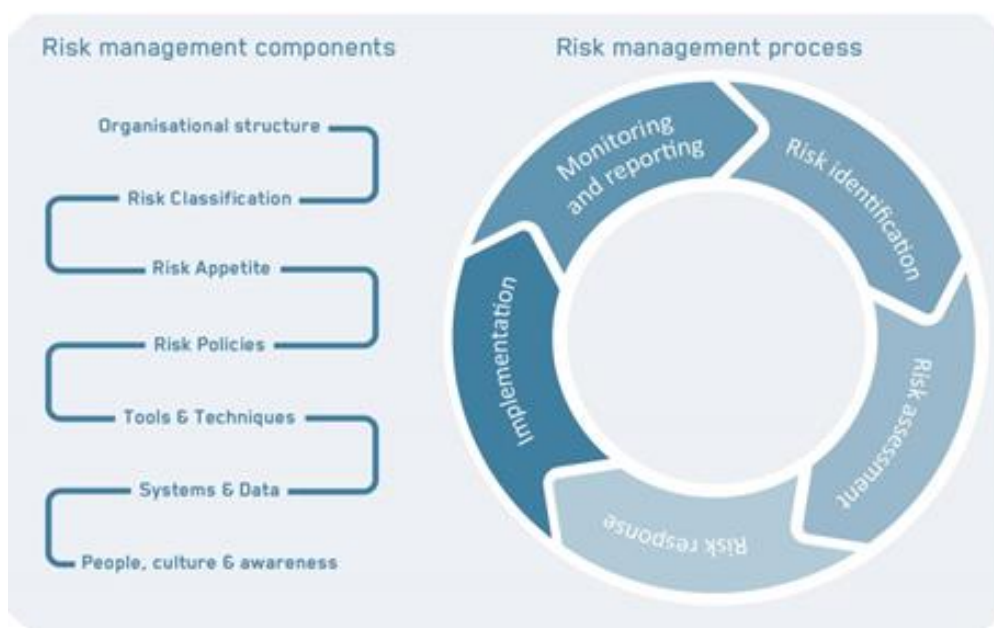 Risk management components
Organisational structure
Risk Classification
Risk Appetite
Risk Policies
Tools & Techniques
Systems & Data
People, culture & awareness
Risk management process
Monitoring
and reporting
Risk identification
Risk assessment
Risk response
Implementation